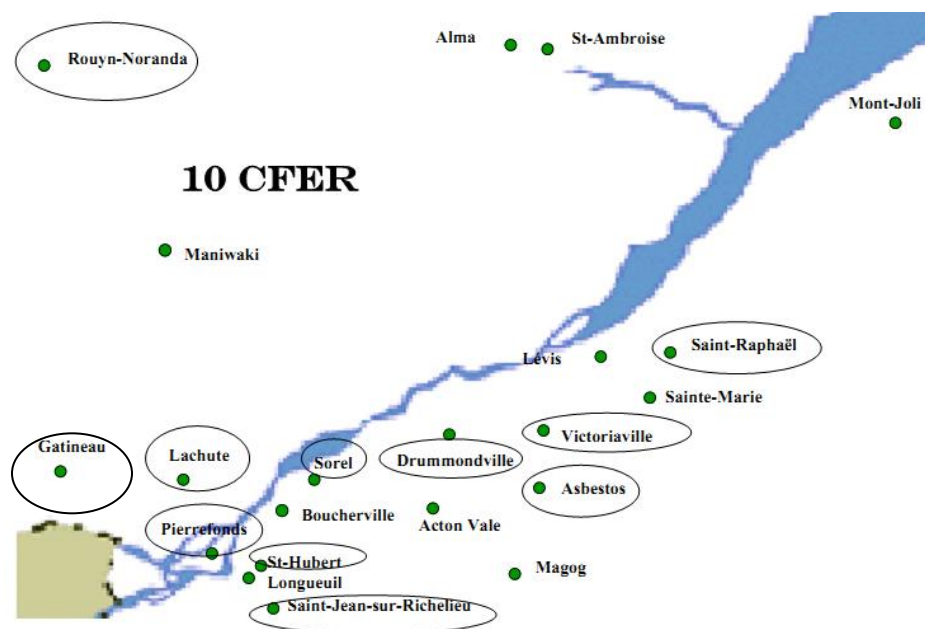 Alma
St-Ambroise
Rouyn-Noranda
Mont-Joli
10 CFER
Maniwaki
Lévis
Saint-Raphaël
Sainte-Marie
Gatineau
Lachute
Sorel
Drummondville
Victoriaville
Asbestos
Boucherville
Acton Vale
Pierrefonds
St-Hubert
Longueuil
Magog
Saint-Jean-sur-Richelieu